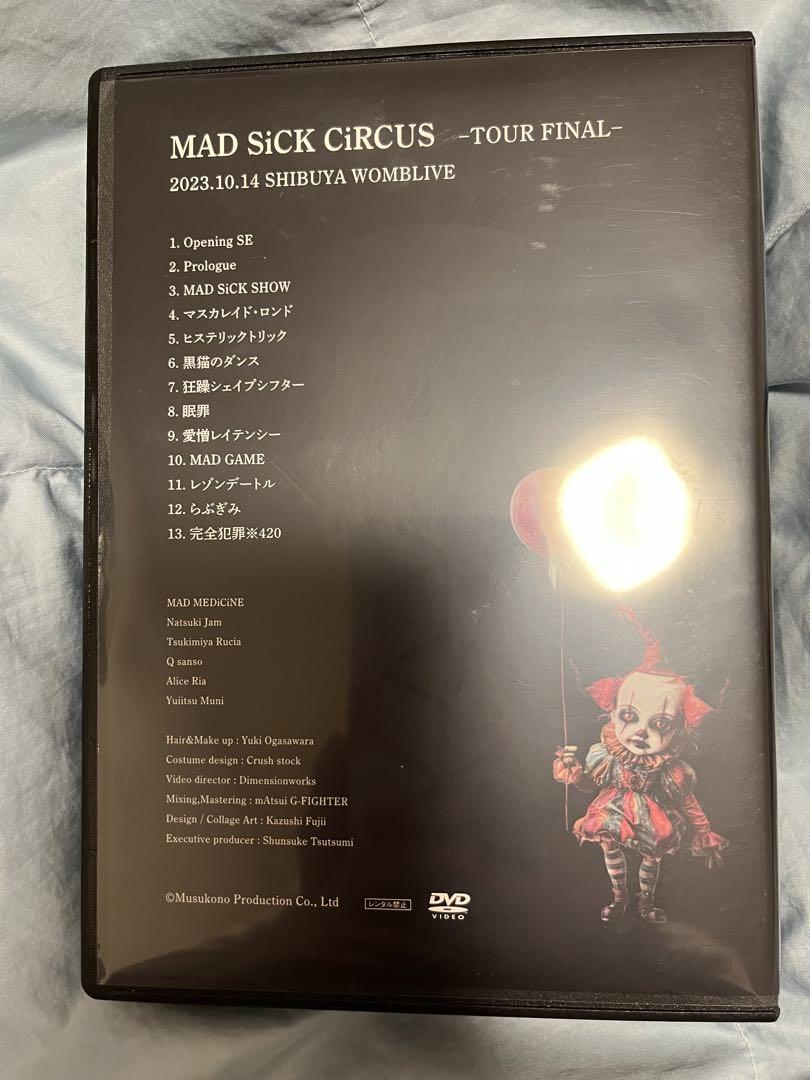 MAD SiCK CiRCUS -TOUR FINAL-
2023.10.14 SHIBUYA WOMBLIVE
1. Opening SE
2. Prologue
3. MAD SiCK SHOW
4. マスカレイド・ロンド
5. ヒステリックトリック
6. 黒猫のダンス
7. 狂躁シェイプシフター
8. 眠罪
9. 愛憎レイテンシー
10. MAD GAME
11. レゾンデートル
12. らぶぎみ
13. 完全犯罪※420
MAD MEDiCiNE
Natsuki Jam
Tsukimiya Rucia
Q sanso
Alice Ria
Yuiitsu Muni
Hair&Make up : Yuki Ogasawara
Costume design : Crush stock
Video director : Dimensionworks
Mixing,Mastering : mAtsui G-FIGHTER
Design / Collage Art : Kazushi Fujii
Executive producer : Shunsuke Tsutsumi
©Musukono Production Co., Ltd
レンタル禁止
DVD
VIDEO